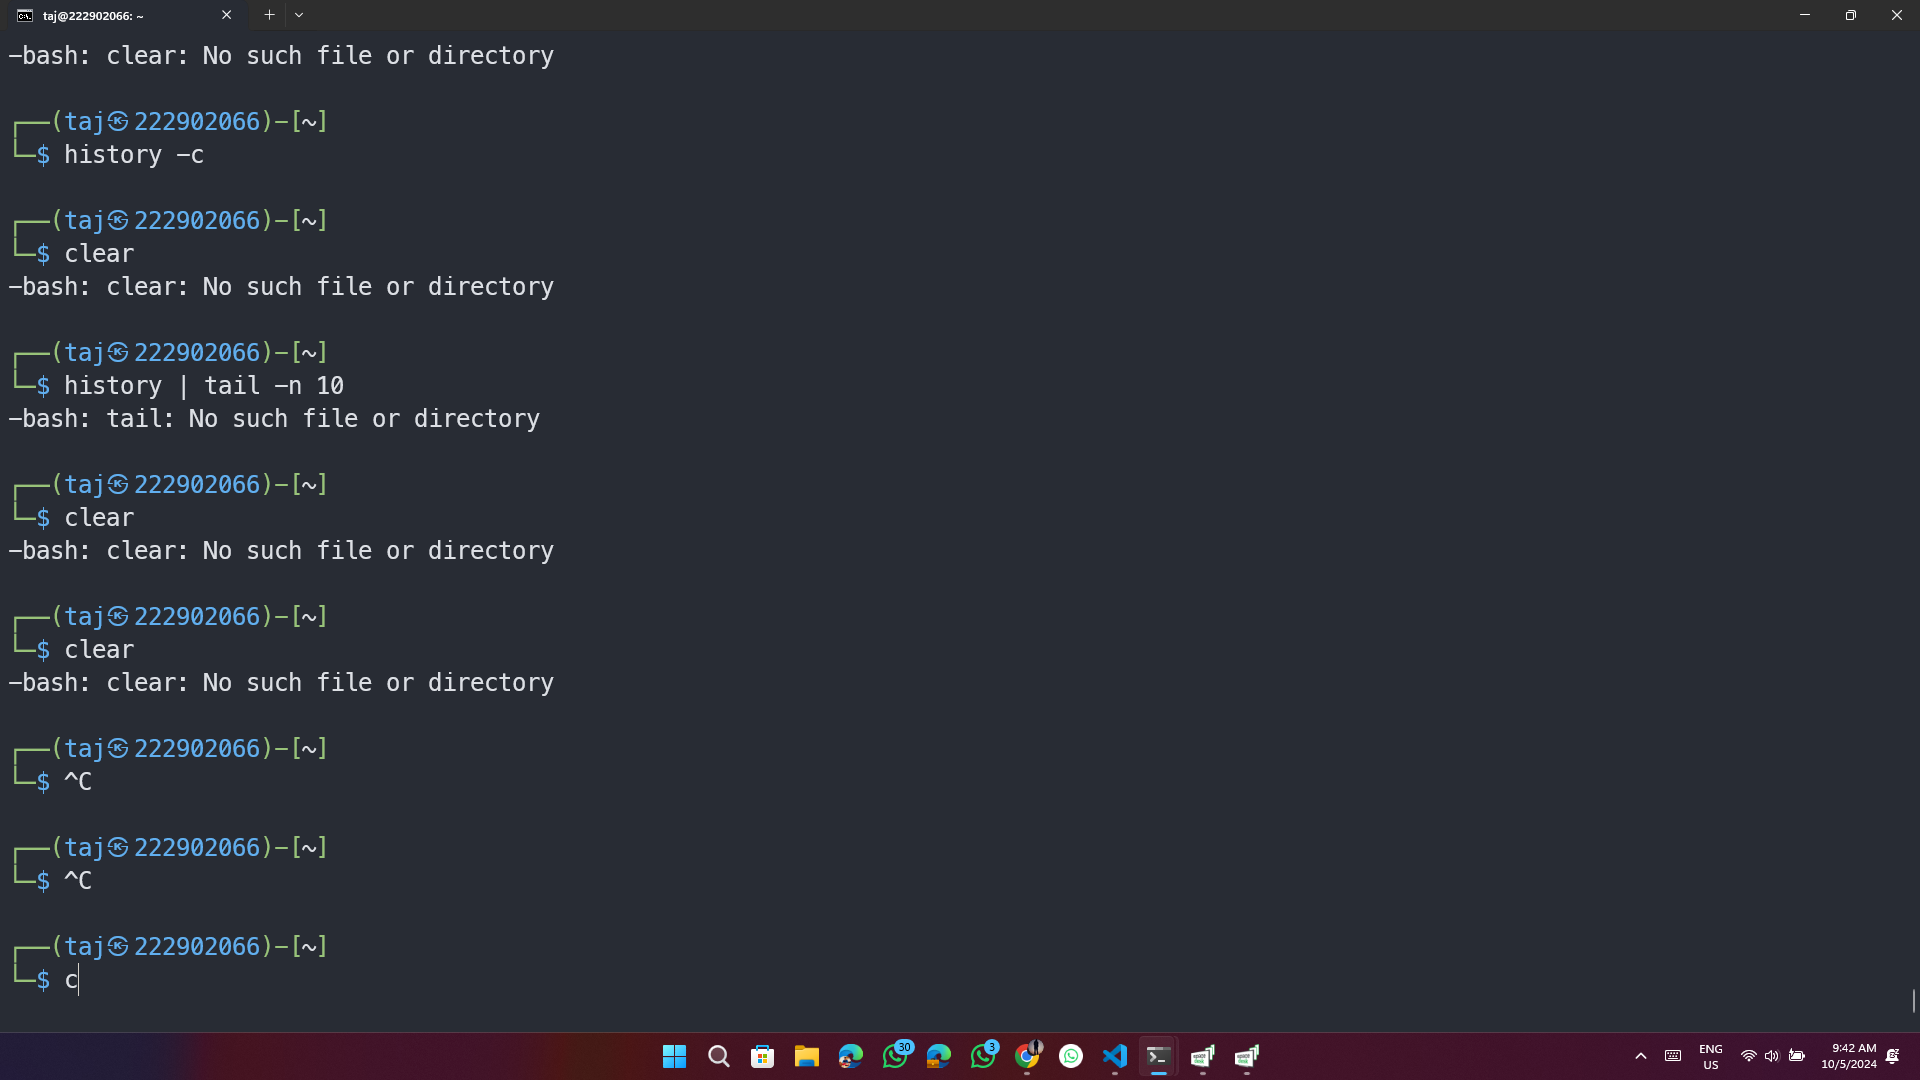 taj@222902066: ~
-bash: clear: No such file or directory
┌──(taj㉿222902066)-[~]
└─$ history -c
┌──(taj㉿222902066)-[~]
└─$ clear
-bash: clear: No such file or directory
┌──(taj㉿222902066)-[~]
└─$ history | tail -n 10
-bash: tail: No such file or directory
┌──(taj㉿222902066)-[~]
└─$ clear
-bash: clear: No such file or directory
┌──(taj㉿222902066)-[~]
└─$ clear
-bash: clear: No such file or directory
┌──(taj㉿222902066)-[~]
└─$ ^C
┌──(taj㉿222902066)-[~]
└─$ ^C
┌──(taj㉿222902066)-[~]
└─$ c
30
3
ENG
US
9:42 AM
10/5/2024